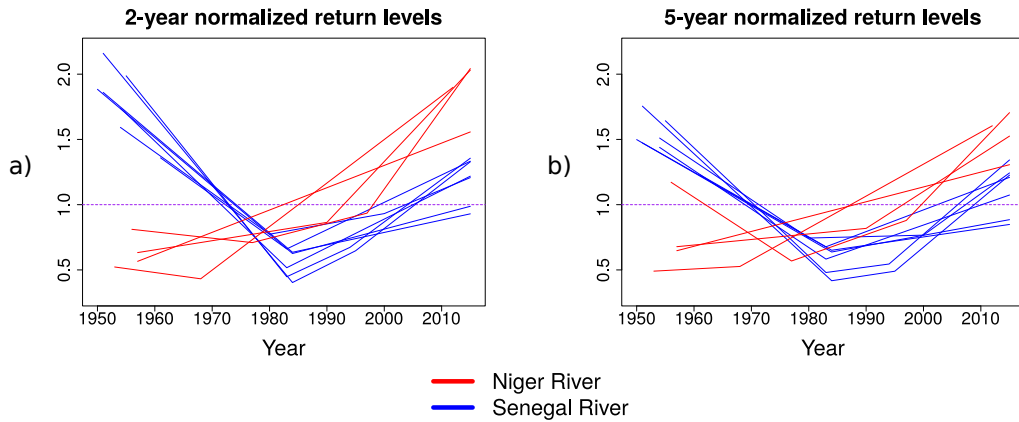 2-year normalized return levels
5-year normalized return levels
a)
2.0
1.5
1.0
0.5
1950 1960 1970 1980 1990 2000 2010
Year
b)
2.0
1.5
1.0
0.5
1950 1960 1970 1980 1990 2000 2010
Year
Niger River
Senegal River